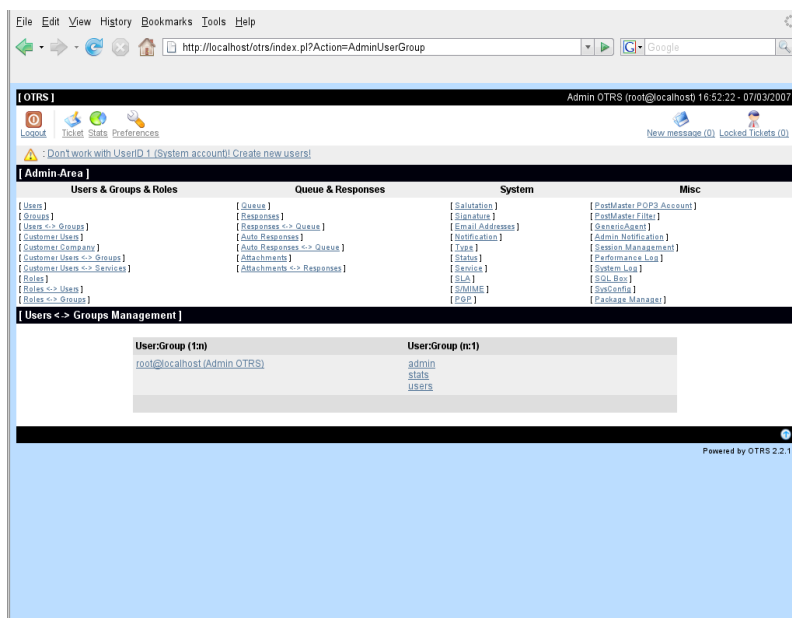 File Edit View History Bookmarks Tools Help
http://localhost/otrs/index.pl?Action=AdminUserGroup G Google
[ OTRS ] Admin OTRS (root@localhost) 16:52:22 - 07/03/2007
Logout Ticket Stats Preferences New message (0) Locked Tickets (0)
: Don't work with UserID 1 (System account)! Create new users!
[ Admin-Area ]
Users & Groups & Roles Queue & Responses System Misc
[ Users ] [ Queue ] [ Salutation ] [ PostMaster POP3 Account ]
[ Groups ] [ Responses ] [ Signature ] [ PostMaster Filter ]
[ Users <-> Groups ] [ Responses <-> Queue ] [ Email Addresses ] [ GenericAgent ]
[ Customer Users ] [ Auto Responses ] [ Notification ] [ Admin Notification ]
[ Customer Company ] [ Auto Responses <-> Queue ] [ Type ] [ Session Management ]
[ Customer Users <-> Groups ] [ Attachments ] [ Status ] [ Performance Log ]
[ Customer Users <-> Services ] [ Attachments <-> Responses ] [ Service ] [ System Log ]
[ Roles ] [ SLA ] [ SQL Box ]
[ Roles <-> Users ] [ S/MIME ] [ SysConfig ]
[ Roles <-> Groups ] [ PGP ] [ Package Manager ]
[ Users <-> Groups Management ]
User:Group (1:n) User:Group (n:1)
root@localhost (Admin OTRS) admin
stats
users
Powered by OTRS 2.2.1